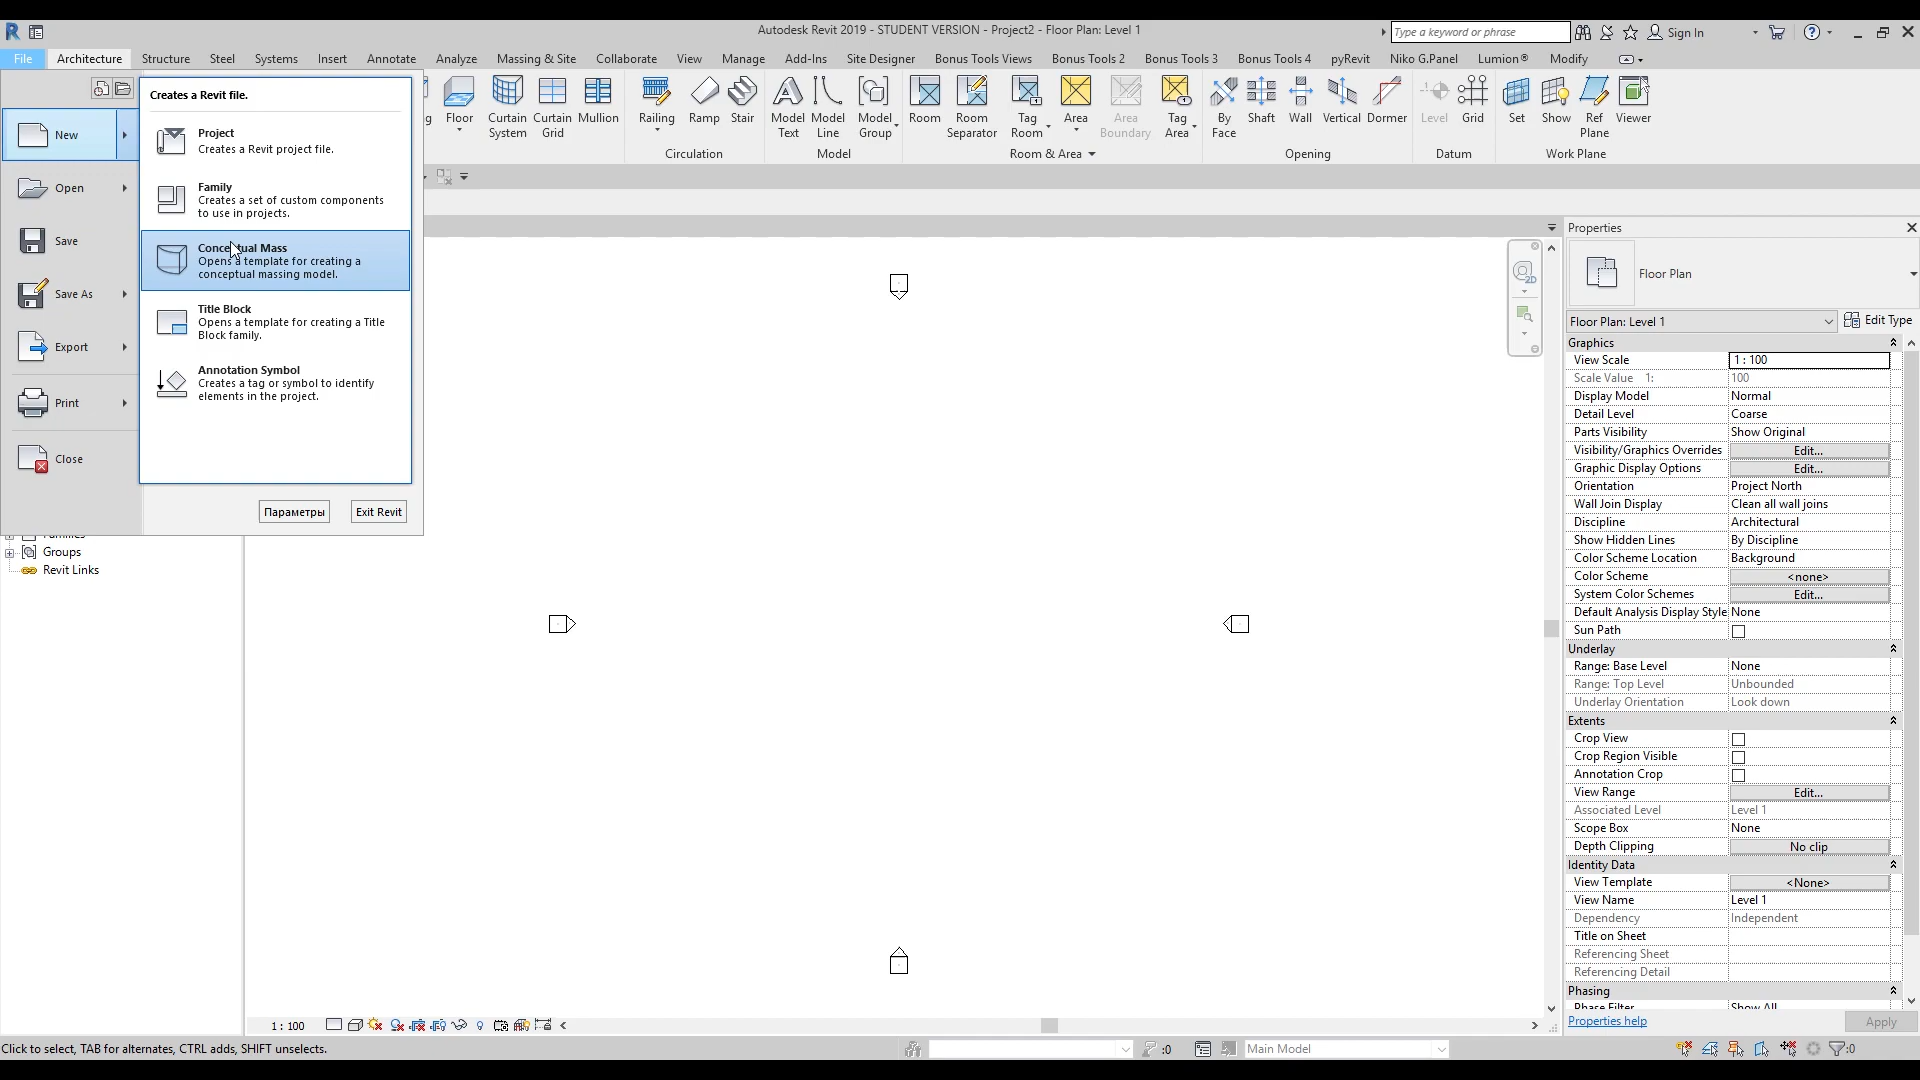 Autodesk Revit 2019 - STUDENT VERSION - Project2 - Floor Plan: Level 1
Type a keyword or phrase
Sign In
File
Architecture
Structure
Steel
Systems
Insert
Annotate
Analyze
Massing & Site
Collaborate
View
Manage
Add-Ins
Site Designer
Bonus Tools Views
Bonus Tools 2
Bonus Tools 3
Bonus Tools 4
pyRevit
Niko G.Panel
Lumion®
Modify
Floor
Curtain System
Curtain Grid
Mullion
Railing
Ramp
Stair
Model Text
Model Line
Model Group
Room
Room Separator
Tag Room
Area
Area Boundary
Tag Area
By Face
Shaft
Wall
Vertical
Dormer
Level
Grid
Set
Show
Ref Plane
Viewer
Circulation
Model
Room & Area
Opening
Datum
Work Plane
New
Open
Save
Save As
Export
Print
Close
Creates a Revit file.
Project
Creates a Revit project file.
Family
Creates a set of custom components
to use in projects.
Conceptual Mass
Opens a template for creating a
conceptual massing model.
Title Block
Opens a template for creating a Title
Block family.
Annotation Symbol
Creates a tag or symbol to identify
elements in the project.
Параметры
Exit Revit
Groups
Revit Links
2D
Properties
Floor Plan
Floor Plan: Level 1
Edit Type
Graphics
View Scale 1 : 100
Scale Value 1: 100
Display Model Normal
Detail Level Coarse
Parts Visibility Show Original
Visibility/Graphics Overrides Edit...
Graphic Display Options Edit...
Orientation Project North
Wall Join Display Clean all wall joins
Discipline Architectural
Show Hidden Lines By Discipline
Color Scheme Location Background
Color Scheme <none>
System Color Schemes Edit...
Default Analysis Display Style None
Sun Path
Underlay
Range: Base Level None
Range: Top Level Unbounded
Underlay Orientation Look down
Extents
Crop View
Crop Region Visible
Annotation Crop
View Range Edit...
Associated Level Level 1
Scope Box None
Depth Clipping No clip
Identity Data
View Template <None>
View Name Level 1
Dependency Independent
Title on Sheet
Referencing Sheet
Referencing Detail
Phasing
Phase Filter Show All
Properties help
Apply
1 : 100
Click to select, TAB for alternates, CTRL adds, SHIFT unselects.
:0
Main Model
:0